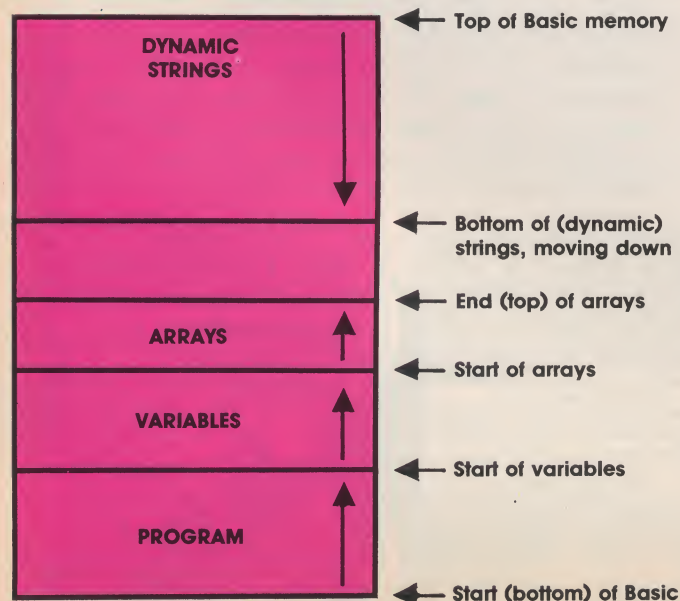 Top of Basic memory
DYNAMIC
STRINGS
Bottom of (dynamic)
strings, moving down
End (top) of arrays
ARRAYS
Start of arrays
VARIABLES
Start of variables
PROGRAM
Start (bottom) of Basic